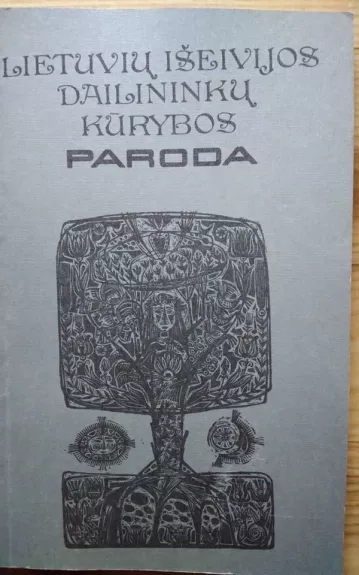 LIETUVIŲ IŠEIVIJOS
DAILININKŲ
KŪRYBOS
PARODA